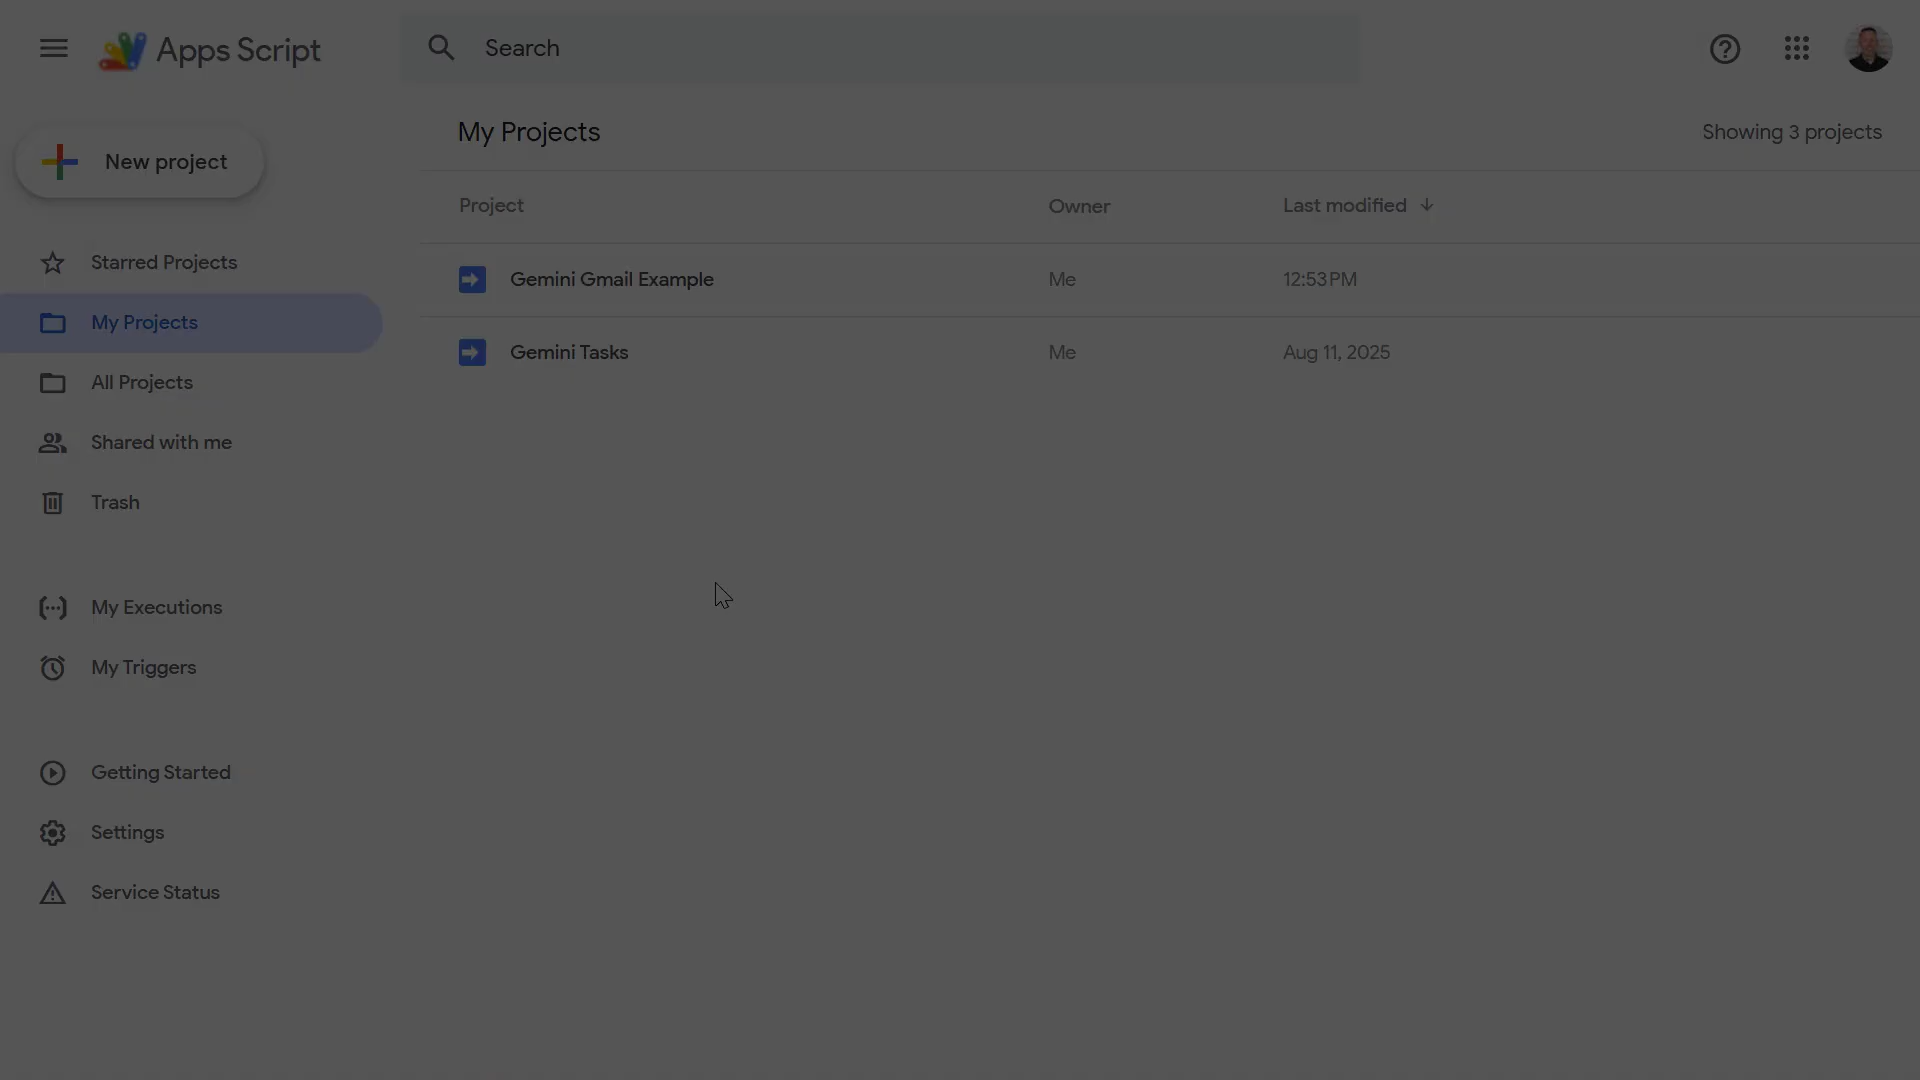 Apps Script
Search
New project
My Projects
Showing 3 projects
Project Owner Last modified
Gemini Gmail Example Me 12:53 PM
Gemini Tasks Me Aug 11, 2025
Starred Projects
My Projects
All Projects
Shared with me
Trash
My Executions
My Triggers
Getting Started
Settings
Service Status